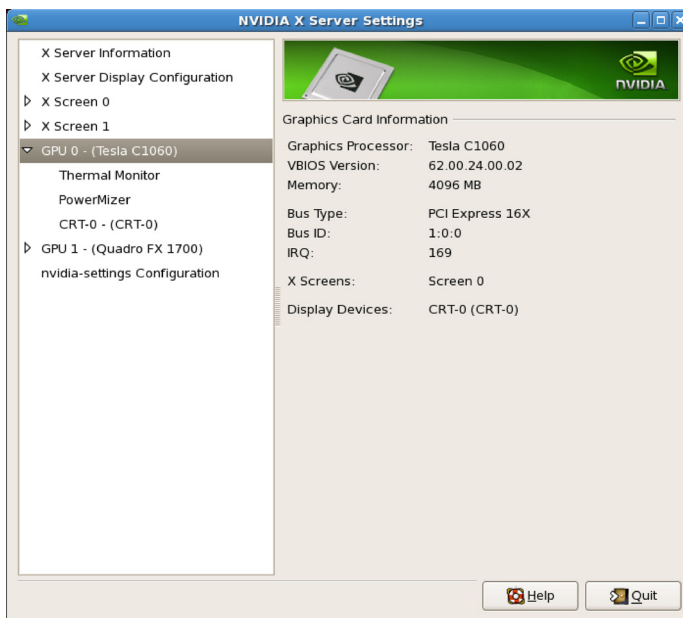 NVIDIA X Server Settings
X Server Information
X Server Display Configuration
X Screen 0
X Screen 1
GPU 0 - (Tesla C1060)
Thermal Monitor
PowerMizer
CRT-0 - (CRT-0)
GPU 1 - (Quadro FX 1700)
nvidia-settings Configuration
NVIDIA
Graphics Card Information
Graphics Processor: Tesla C1060
VBIOS Version: 62.00.24.00.02
Memory: 4096 MB
Bus Type: PCI Express 16X
Bus ID: 1:0:0
IRQ: 169
X Screens: Screen 0
Display Devices: CRT-0 (CRT-0)
Help Quit